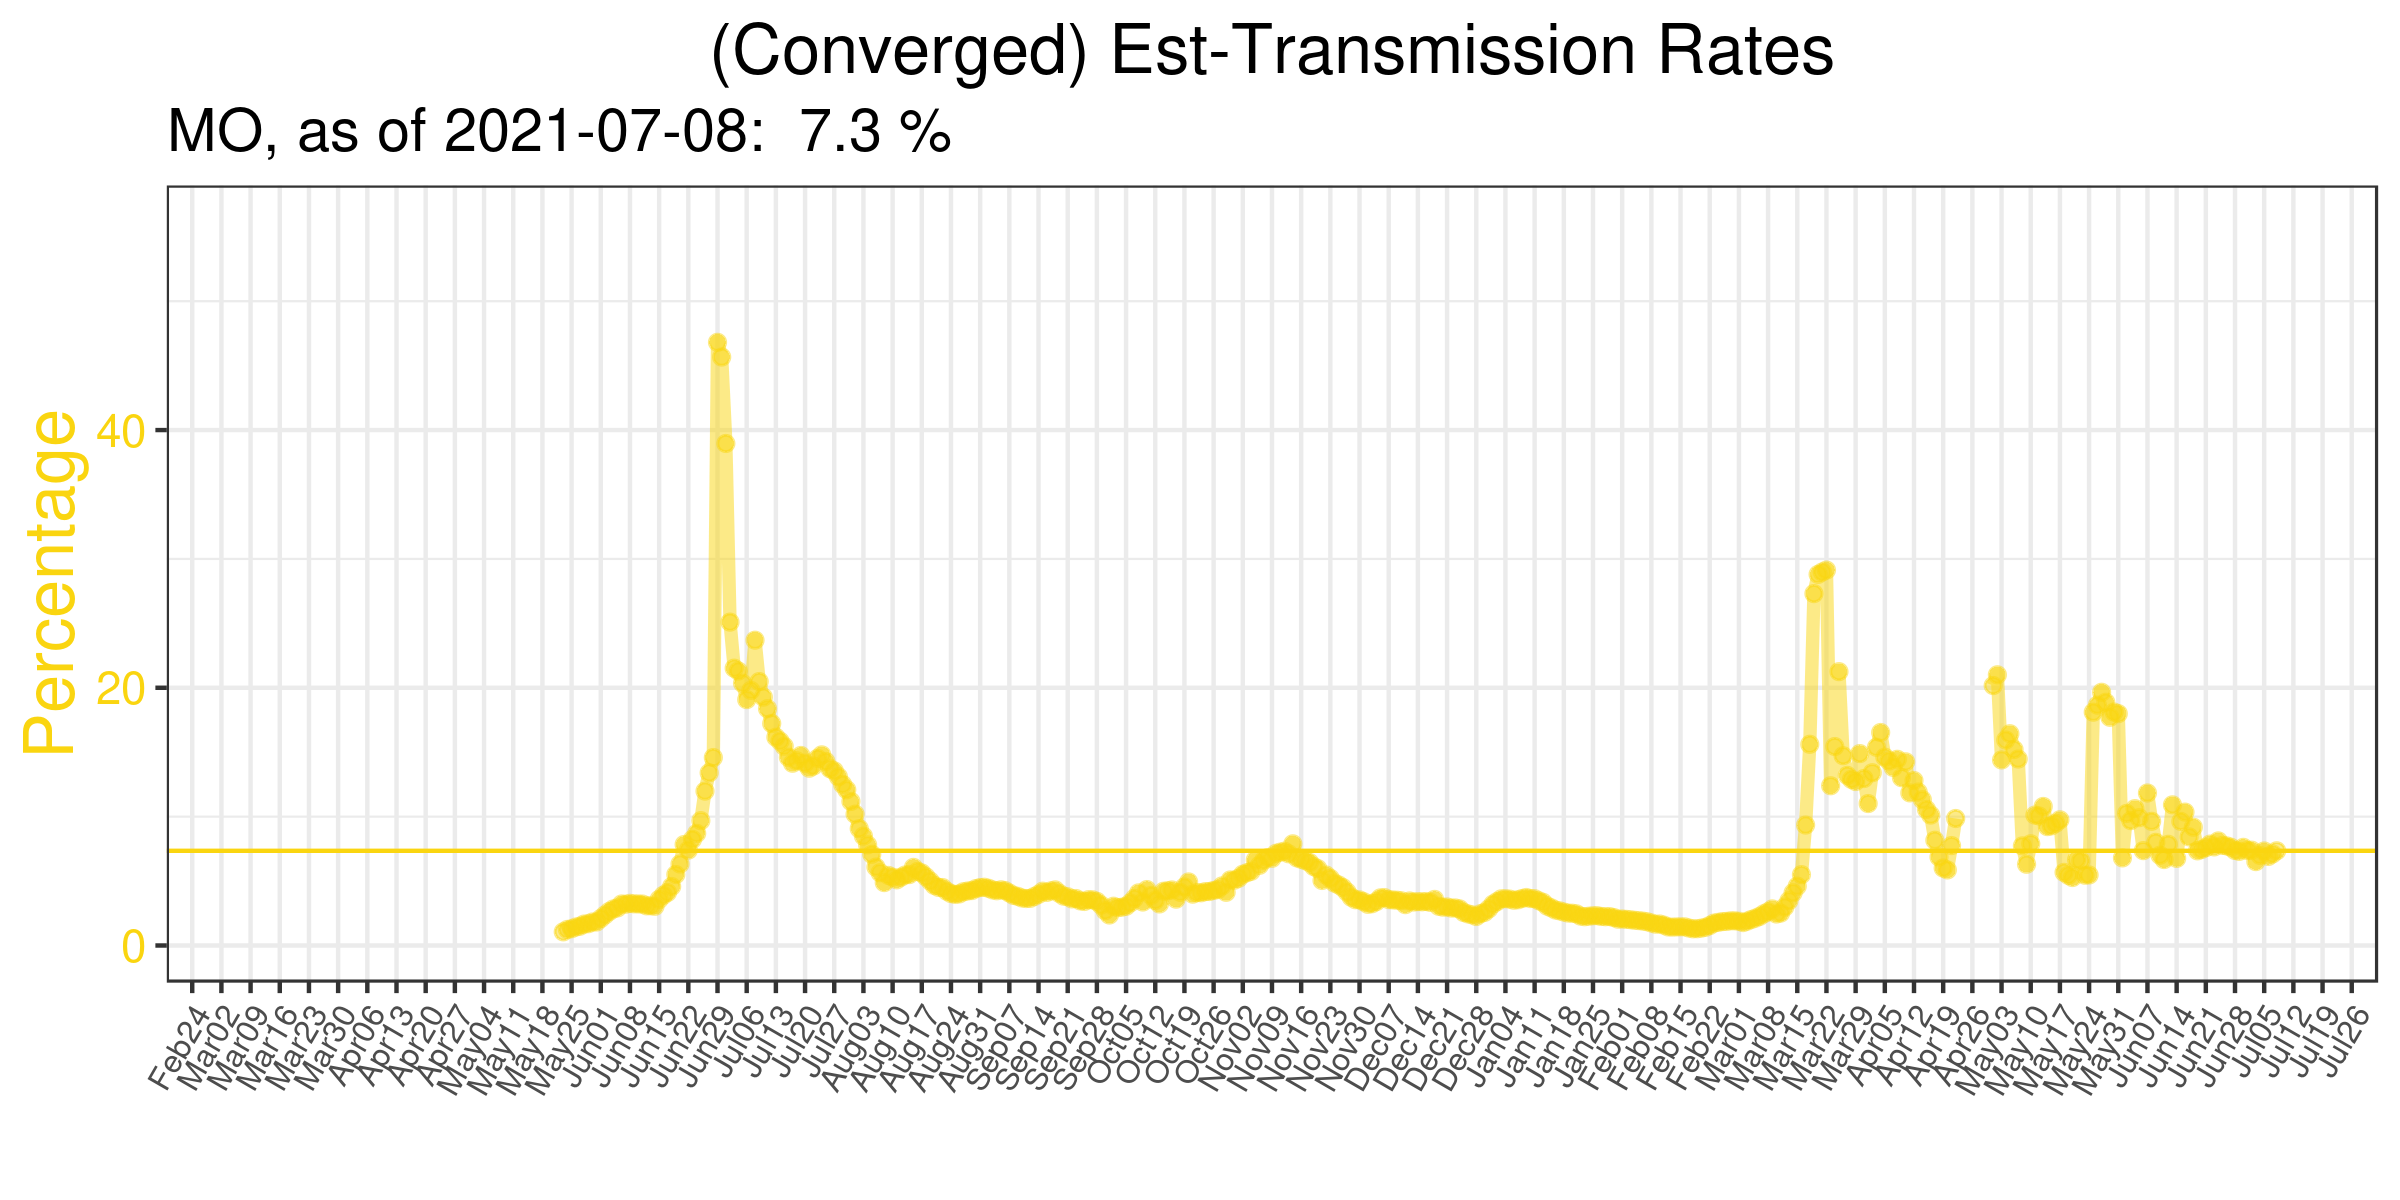 (Converged) Est-Transmission Rates
MO, as of 2021-07-08:  7.3 %
Percentage
40
20
0
Feb24
Mar02
Mar09
Mar16
Mar23
Mar30
Apr06
Apr13
Apr20
Apr27
May04
May11
May18
May25
Jun01
Jun08
Jun15
Jun22
Jun29
Jul06
Jul13
Jul20
Jul27
Aug03
Aug10
Aug17
Aug24
Aug31
Sep07
Sep14
Sep21
Sep28
Oct05
Oct12
Oct19
Oct26
Nov02
Nov09
Nov16
Nov23
Nov30
Dec07
Dec14
Dec21
Dec28
Jan04
Jan11
Jan18
Jan25
Feb01
Feb08
Feb15
Feb22
Mar01
Mar08
Mar15
Mar22
Mar29
Apr05
Apr12
Apr19
Apr26
May03
May10
May17
May24
May31
Jun07
Jun14
Jun21
Jun28
Jul05
Jul12
Jul19
Jul26